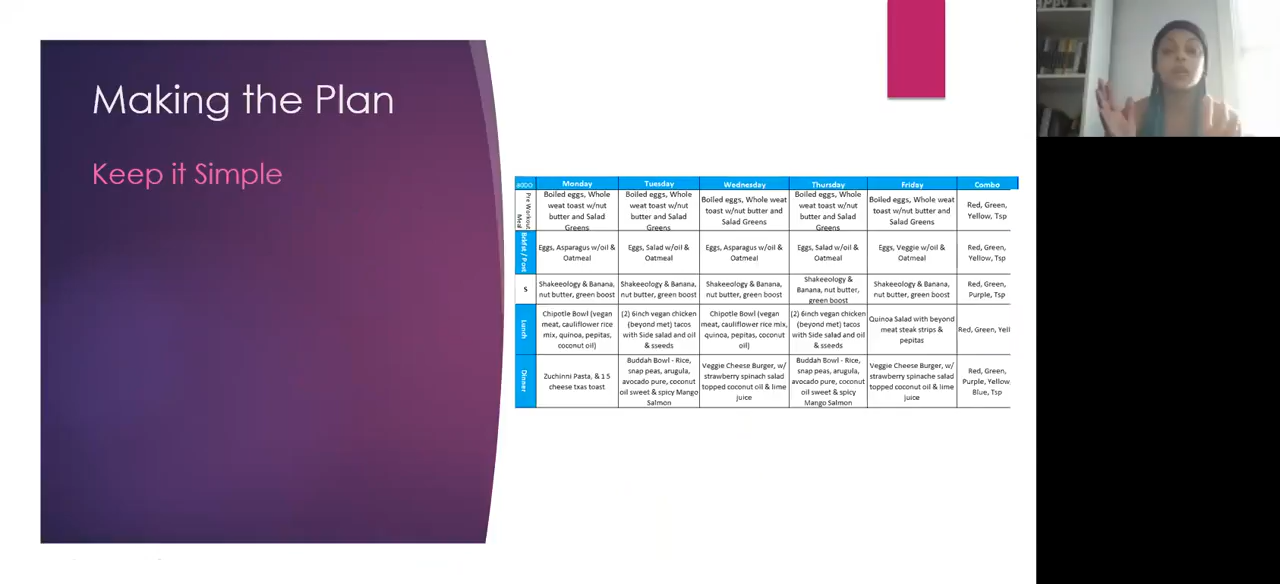 Making the Plan
Keep it Simple
Monday Tuesday Wednesday Thursday Friday Combo
Pre Workout Meal
Boiled eggs, Whole
weat toast w/nut
butter and Salad
Greens
Boiled eggs, Whole
weat toast w/nut
butter and Salad
Greens
Boiled eggs, Whole weat
toast w/nut butter and
Salad Greens
Boiled eggs, Whole
weat toast w/nut
butter and Salad
Greens
Boiled eggs, Whole weat
toast w/nut butter and
Salad Greens
Red, Green,
Yellow, Tsp
Brkfst / Post
Eggs, Asparagus w/oil &
Oatmeal
Eggs, Salad w/oil &
Oatmeal
Eggs, Asparagus w/oil &
Oatmeal
Eggs, Salad w/oil &
Oatmeal
Eggs, Veggie w/oil &
Oatmeal
Red, Green,
Yellow, Tsp
S
Shakeeology & Banana,
nut butter, green boost
Shakeeology & Banana,
nut butter, green boost
Shakeeology & Banana,
nut butter, green boost
Shakeeology &
Banana, nut butter,
green boost
Shakeeology & Banana,
nut butter, green boost
Red, Green,
Purple, Tsp
Lunch
Chipotle Bowl (vegan
meat, cauliflower rice
mix, quinoa, pepitas,
coconut oil)
(2) 6inch vegan chicken
(beyond met) tacos
with Side salad and oil
& sseeds
Chipotle Bowl (vegan
meat, cauliflower rice mix,
quinoa, pepitas, coconut
oil)
(2) 6inch vegan chicken
(beyond met) tacos
with Side salad and oil
& sseeds
Quinoa Salad with beyond
meat steak strips &
pepitas
Red, Green, Yell
Dinner
Zuchinni Pasta, & 1 5
cheese txas toast
Buddah Bowl - Rice,
snap peas, arugula,
avocado pure, coconut
oil sweet & spicy Mango
Salmon
Veggie Cheese Burger, w/
strawberry spinash salad
topped coconut oil & lime
juice
Buddah Bowl - Rice,
snap peas, arugula,
avocado pure, coconut
oil sweet & spicy
Mango Salmon
Veggie Cheese Burger, w/
strawberry spinache salad
topped coconut oil & lime
juice
Red, Green,
Purple, Yellow,
Blue, Tsp